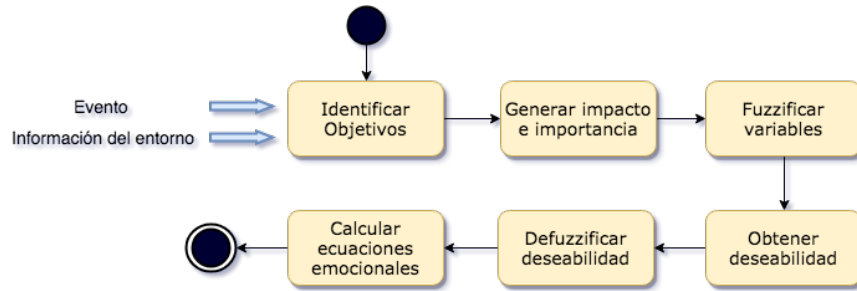 Evento
Información del entorno
Identificar
Objetivos
Generar impacto
e importancia
Fuzzificar
variables
Obtener
deseabilidad
Defuzzificar
deseabilidad
Calcular
ecuaciones
emocionales